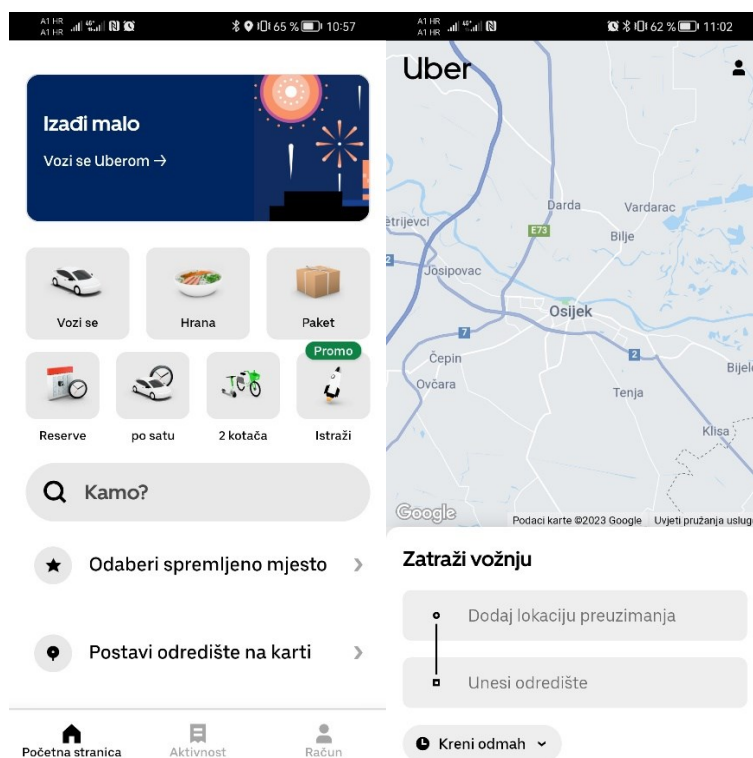 A1 HR
A1 HR
65 %
10:57
Izađi malo
Vozi se Uberom →
Vozi se
Hrana
Paket
Promo
Reserve
po satu
2 kotača
Istraži
Kamo?
Odaberi spremljeno mjesto
Postavi odredište na karti
Početna stranica
Aktivnost
Račun
A1 HR
A1 HR
62 %
11:02
Uber
Darda
Vardarac
etrijevci
E73
Bilje
2
Josipovac
Osijek
7
2
Čepin
Bijel
Ovčara
Tenja
Klisa
Google
Podaci karte ©2023 Google
Uvjeti pružanja uslug
Zatraži vožnju
Dodaj lokaciju preuzimanja
Unesi odredište
Kreni odmah